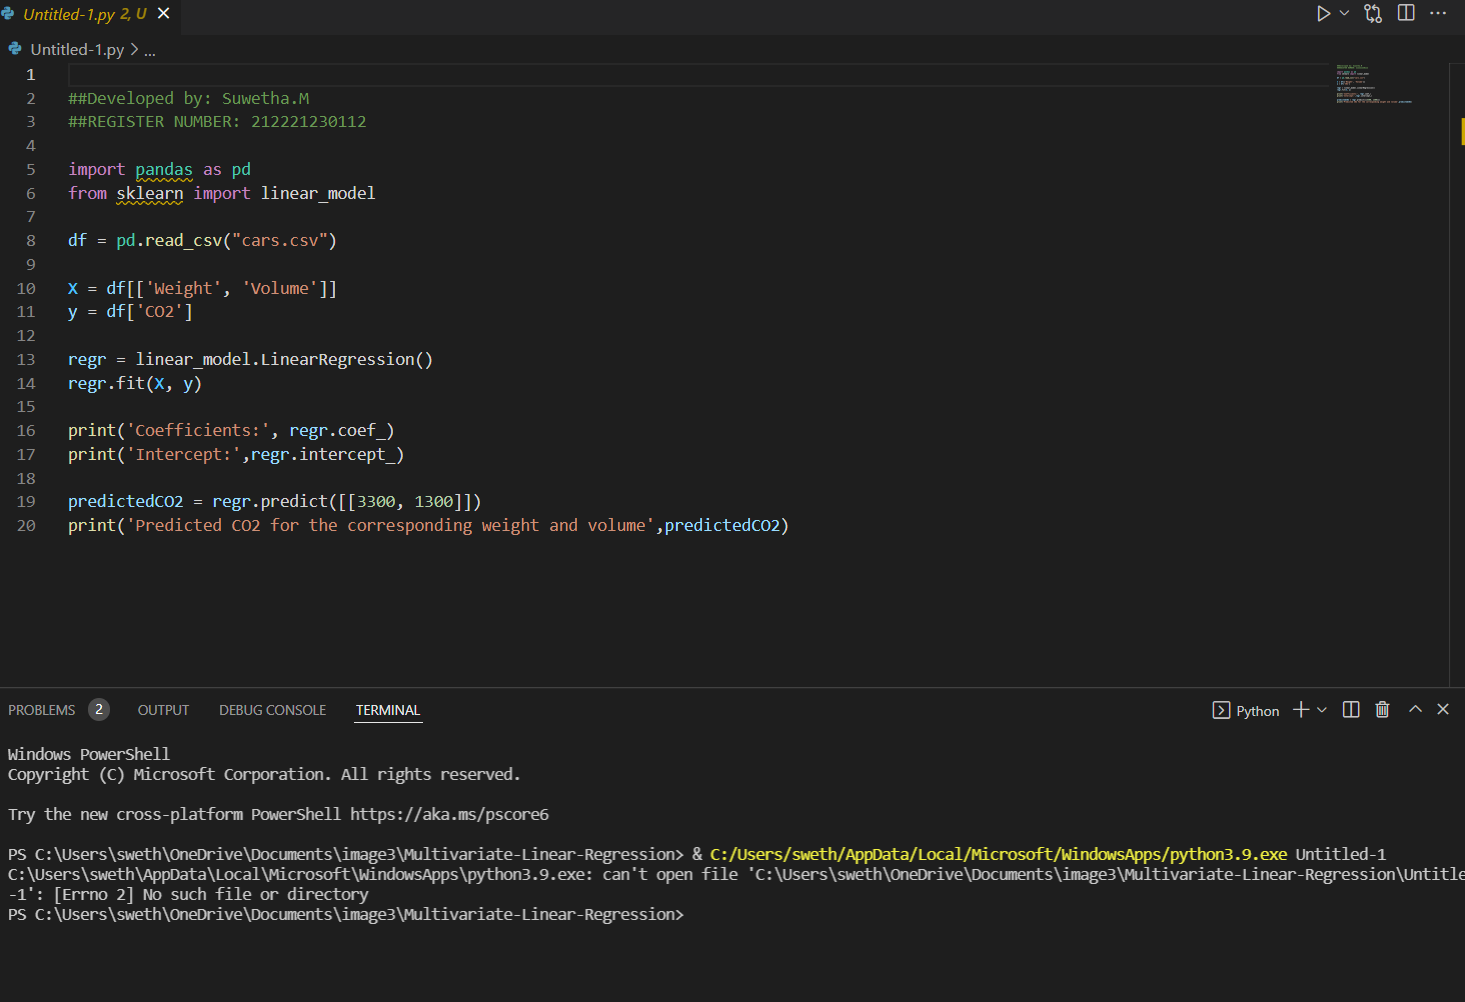 Untitled-1.py 2, U
Untitled-1.py > ...
1
2 ##Developed by: Suwetha.M
3 ##REGISTER NUMBER: 212221230112
4
5 import pandas as pd
6 from sklearn import linear_model
7
8 df = pd.read_csv("cars.csv")
9
10 X = df[['Weight', 'Volume']]
11 y = df['CO2']
12
13 regr = linear_model.LinearRegression()
14 regr.fit(X, y)
15
16 print('Coefficients:', regr.coef_)
17 print('Intercept:',regr.intercept_)
18
19 predictedCO2 = regr.predict([[3300, 1300]])
20 print('Predicted CO2 for the corresponding weight and volume',predictedCO2)
PROBLEMS 2 OUTPUT DEBUG CONSOLE TERMINAL Python
Windows PowerShell
Copyright (C) Microsoft Corporation. All rights reserved.
Try the new cross-platform PowerShell https://aka.ms/pscore6
PS C:\Users\sweth\OneDrive\Documents\image3\Multivariate-Linear-Regression> & C:/Users/sweth/AppData/Local/Microsoft/WindowsApps/python3.9.exe Untitled-1
C:\Users\sweth\AppData\Local\Microsoft\WindowsApps\python3.9.exe: can't open file 'C:\Users\sweth\OneDrive\Documents\image3\Multivariate-Linear-Regression\Untitle
-1': [Errno 2] No such file or directory
PS C:\Users\sweth\OneDrive\Documents\image3\Multivariate-Linear-Regression>